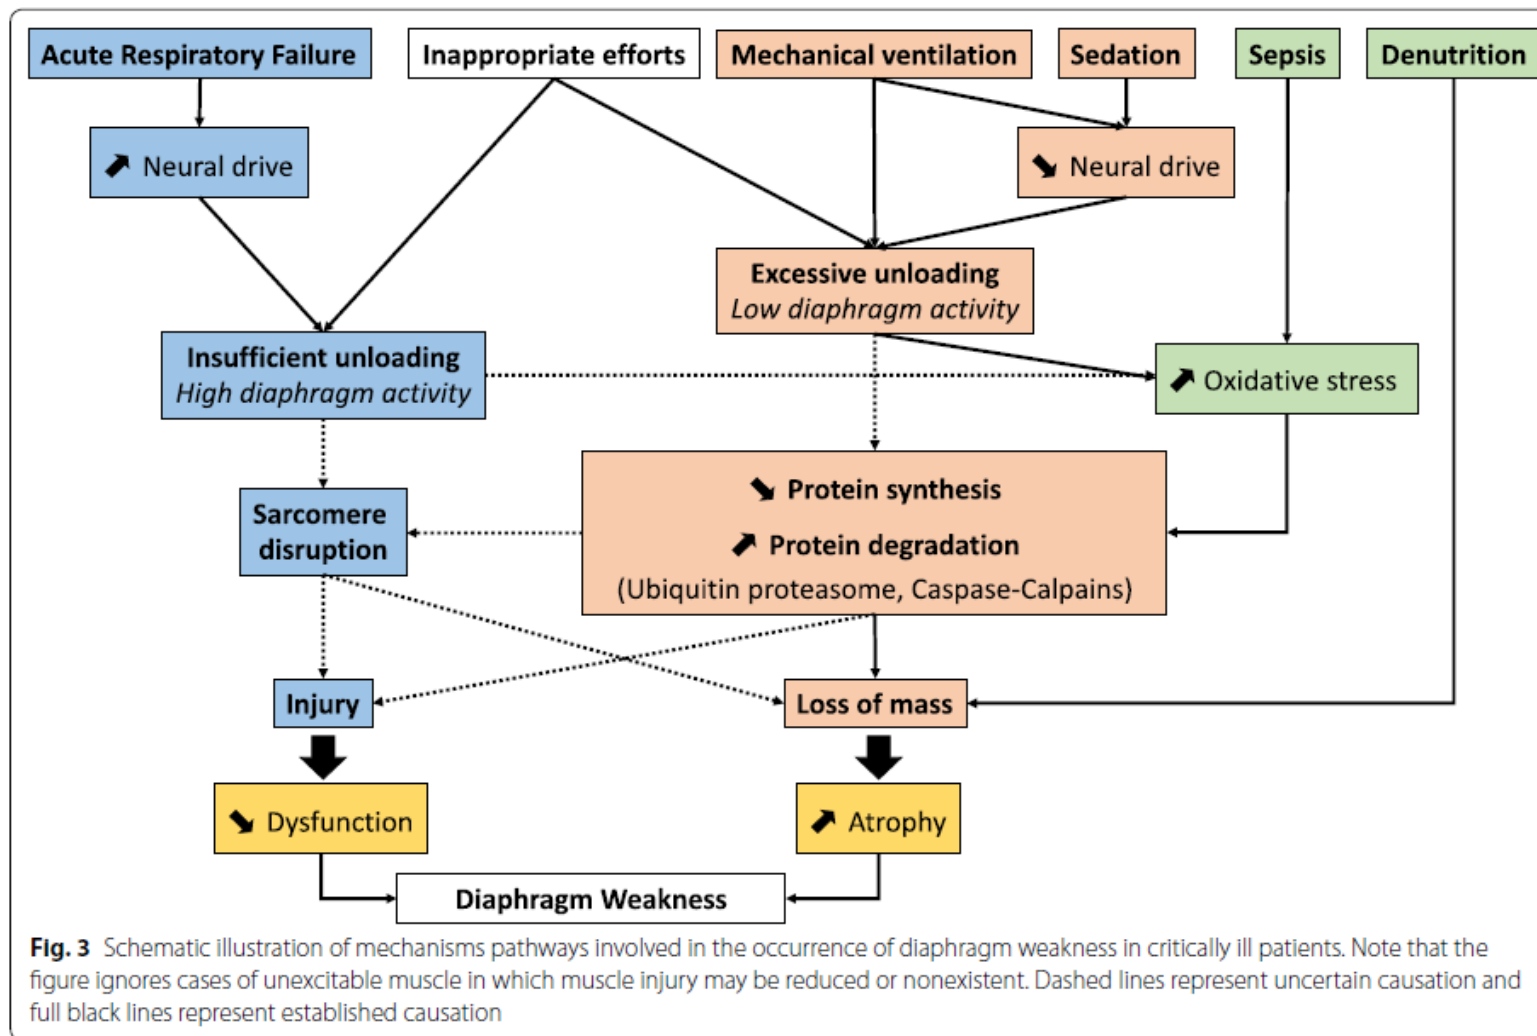 Acute Respiratory Failure
Inappropriate efforts
Mechanical ventilation
Sedation
Sepsis
Denutrition
Neural drive
Neural drive
Excessive unloading
Low diaphragm activity
Insufficient unloading
High diaphragm activity
Oxidative stress
Protein synthesis
Sarcomere
disruption
Protein degradation
(Ubiquitin proteasome, Caspase-Calpains)
Injury
Loss of mass
Dysfunction
Atrophy
Diaphragm Weakness
Fig. 3 Schematic illustration of mechanisms pathways involved in the occurrence of diaphragm weakness in critically ill patients. Note that the
figure ignores cases of unexcitable muscle in which muscle injury may be reduced or nonexistent. Dashed lines represent uncertain causation and
full black lines represent established causation